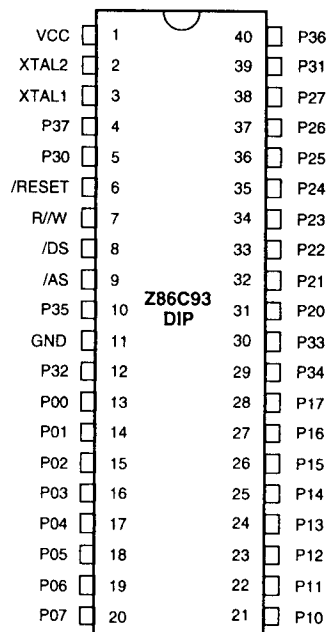 VCC 1 40 P36
XTAL2 2 39 P31
XTAL1 3 38 P27
P37 4 37 P26
P30 5 36 P25
/RESET 6 35 P24
R//W 7 34 P23
/DS 8 33 P22
/AS 9 32 P21
Z86C93
P35 10 31 P20
DIP
GND 11 30 P33
P32 12 29 P34
P00 13 28 P17
P01 14 27 P16
P02 15 26 P15
P03 16 25 P14
P04 17 24 P13
P05 18 23 P12
P06 19 22 P11
P07 20 21 P10